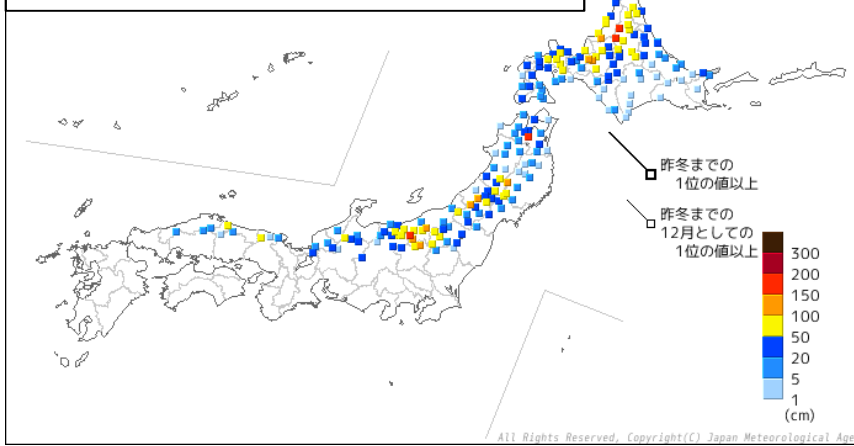 昨冬までの
1位の値以上
昨冬までの
12月としての
1位の値以上
300
200
150
100
50
20
5
1
(cm)
All Rights Reserved, Copyright(C) Japan Meteorological Age